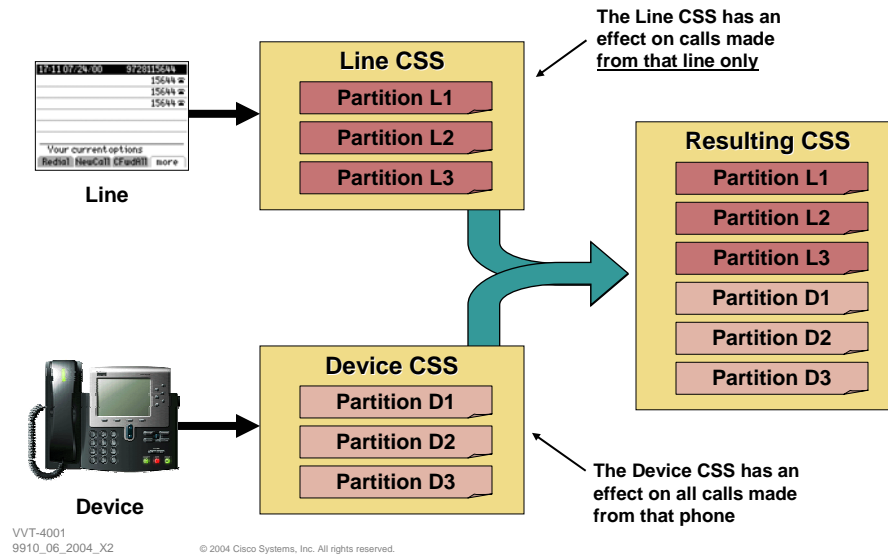 The Line CSS has an
effect on calls made
from that line only
17:11 07/24/00 9728115644
15644
15644
15644
Your current options
Redial NewCall CFwdAll more
Line
Line CSS
Partition L1
Partition L2
Partition L3
Resulting CSS
Partition L1
Partition L2
Partition L3
Partition D1
Partition D2
Partition D3
Device CSS
Partition D1
Partition D2
Partition D3
Device
The Device CSS has an
effect on all calls made
from that phone
VVT-4001
9910_06_2004_X2
© 2004 Cisco Systems, Inc. All rights reserved.